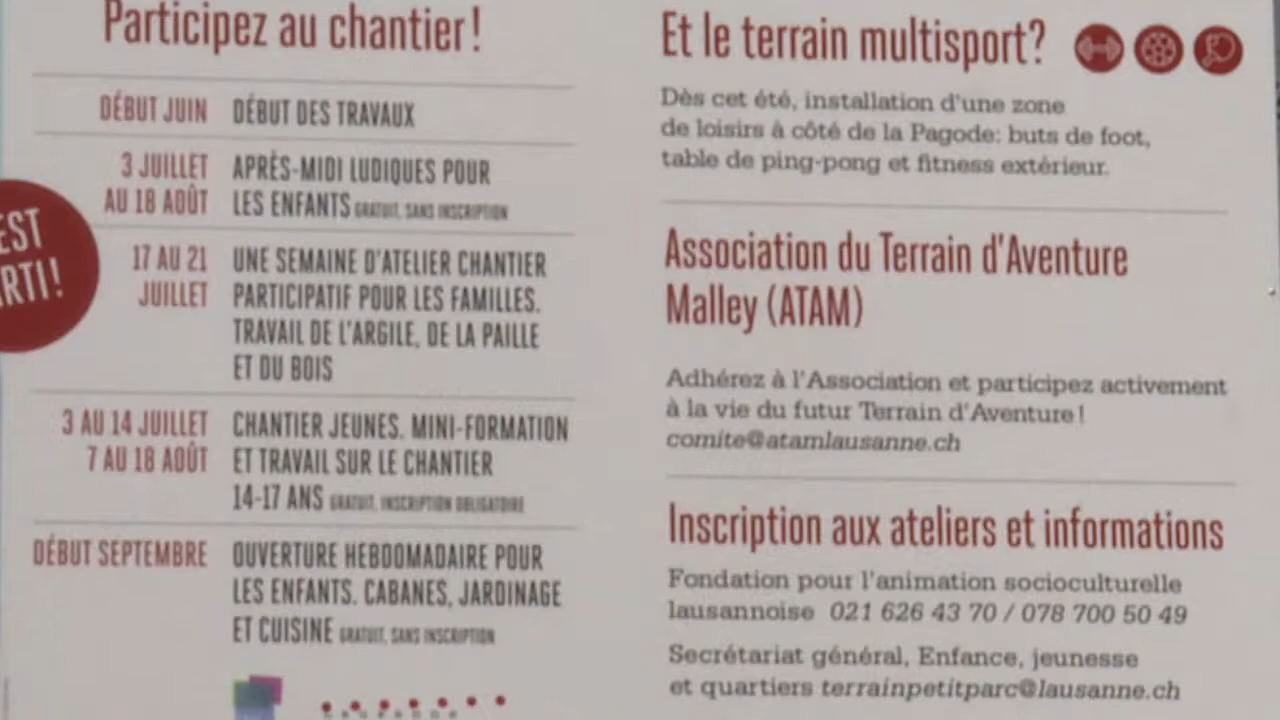 Participez au chantier!
DÉBUT JUIN DÉBUT DES TRAVAUX
3 JUILLET APRÈS-MIDI LUDIQUES POUR
AU 18 AOÛT LES ENFANTS GRATUIT, SANS INSCRIPTION
EST
RTI!
17 AU 21 UNE SEMAINE D'ATELIER CHANTIER
JUILLET PARTICIPATIF POUR LES FAMILLES.
TRAVAIL DE L'ARGILE, DE LA PAILLE
ET DU BOIS
3 AU 14 JUILLET CHANTIER JEUNES. MINI-FORMATION
7 AU 18 AOÛT ET TRAVAIL SUR LE CHANTIER
14-17 ANS GRATUIT, INSCRIPTION OBLIGATOIRE
DÉBUT SEPTEMBRE OUVERTURE HEBDOMADAIRE POUR
LES ENFANTS. CABANES, JARDINAGE
ET CUISINE GRATUIT, SANS INSCRIPTION
Et le terrain multisport?
Dès cet été, installation d'une zone
de loisirs à côté de la Pagode: buts de foot,
table de ping-pong et fitness extérieur.
Association du Terrain d'Aventure
Malley (ATAM)
Adhérez à l'Association et participez activement
à la vie du futur Terrain d'Aventure!
comite@atamlausanne.ch
Inscription aux ateliers et informations
Fondation pour l'animation socioculturelle
lausannoise 021 626 43 70 / 078 700 50 49
Secrétariat général, Enfance, jeunesse
et quartiers terrainpetitparc@lausanne.ch